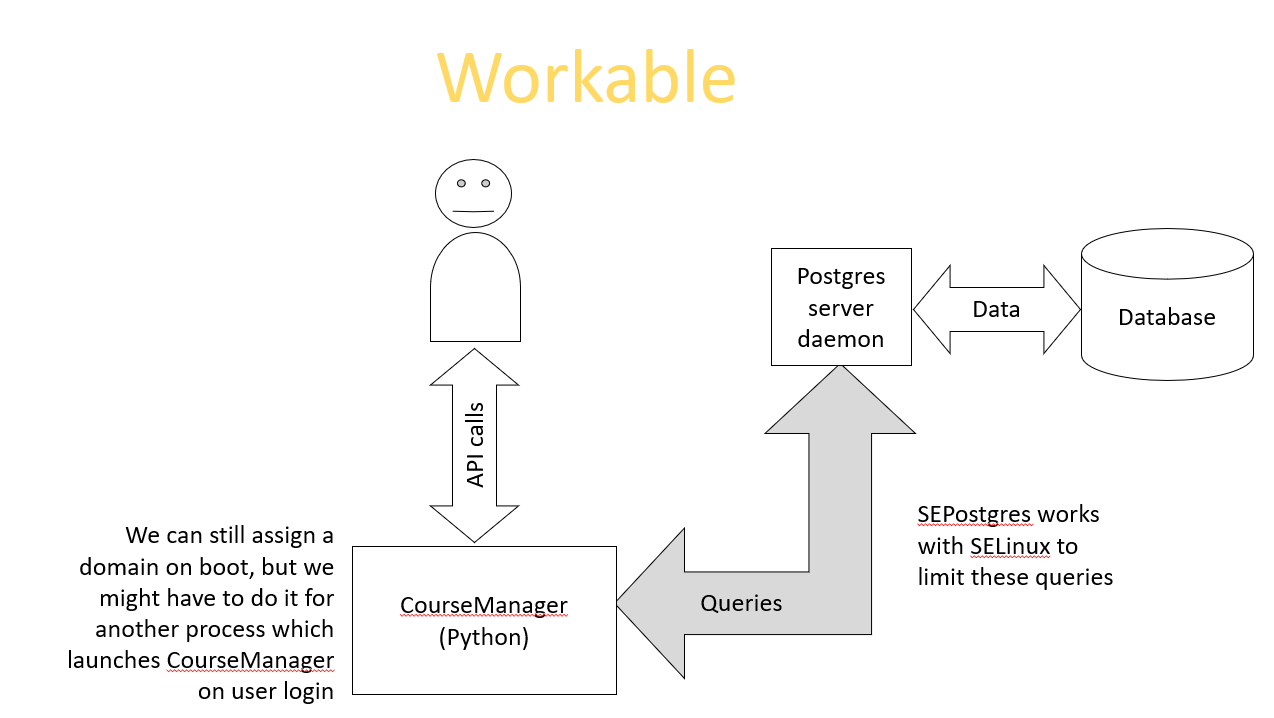 Workable
Postgres
server
daemon
Data
Database
API calls
We can still assign a
domain on boot, but we
might have to do it for
another process which
launches CourseManager
on user login
CourseManager
(Python)
Queries
SEPostgres works
with SELinux to
limit these queries